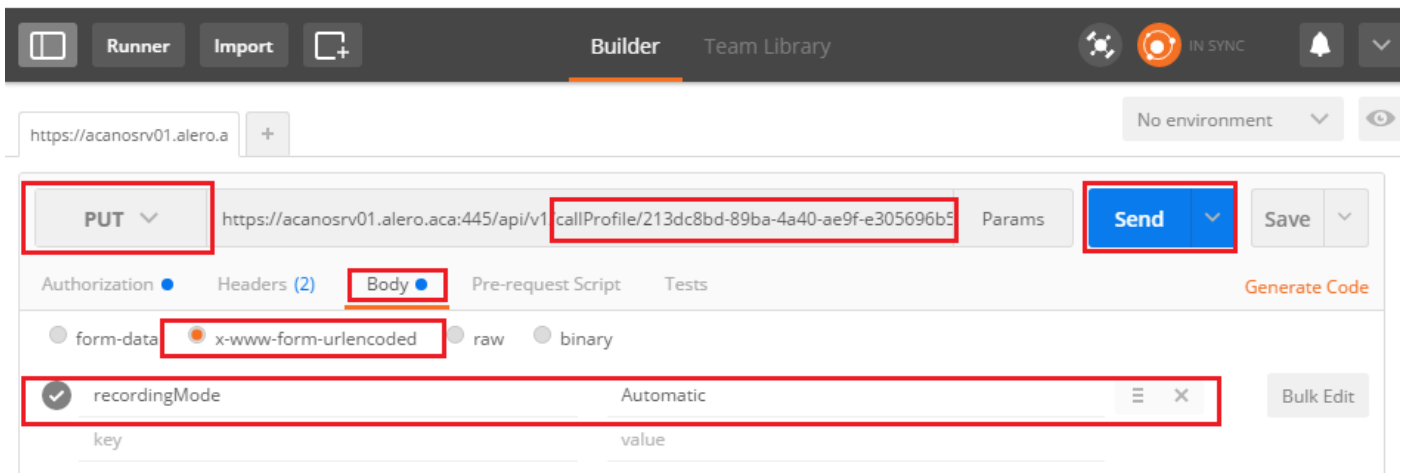 Runner Import Builder Team Library IN SYNC
No environment
https://acanosrv01.alero.a +
PUT https://acanosrv01.alero.aca:445/api/v1/callProfile/213dc8bd-89ba-4a40-ae9f-e305696b5 Params Send Save
Authorization Headers (2) Body Pre-request Script Tests Generate Code
form-data x-www-form-urlencoded raw binary
recordingMode Automatic Bulk Edit
key value